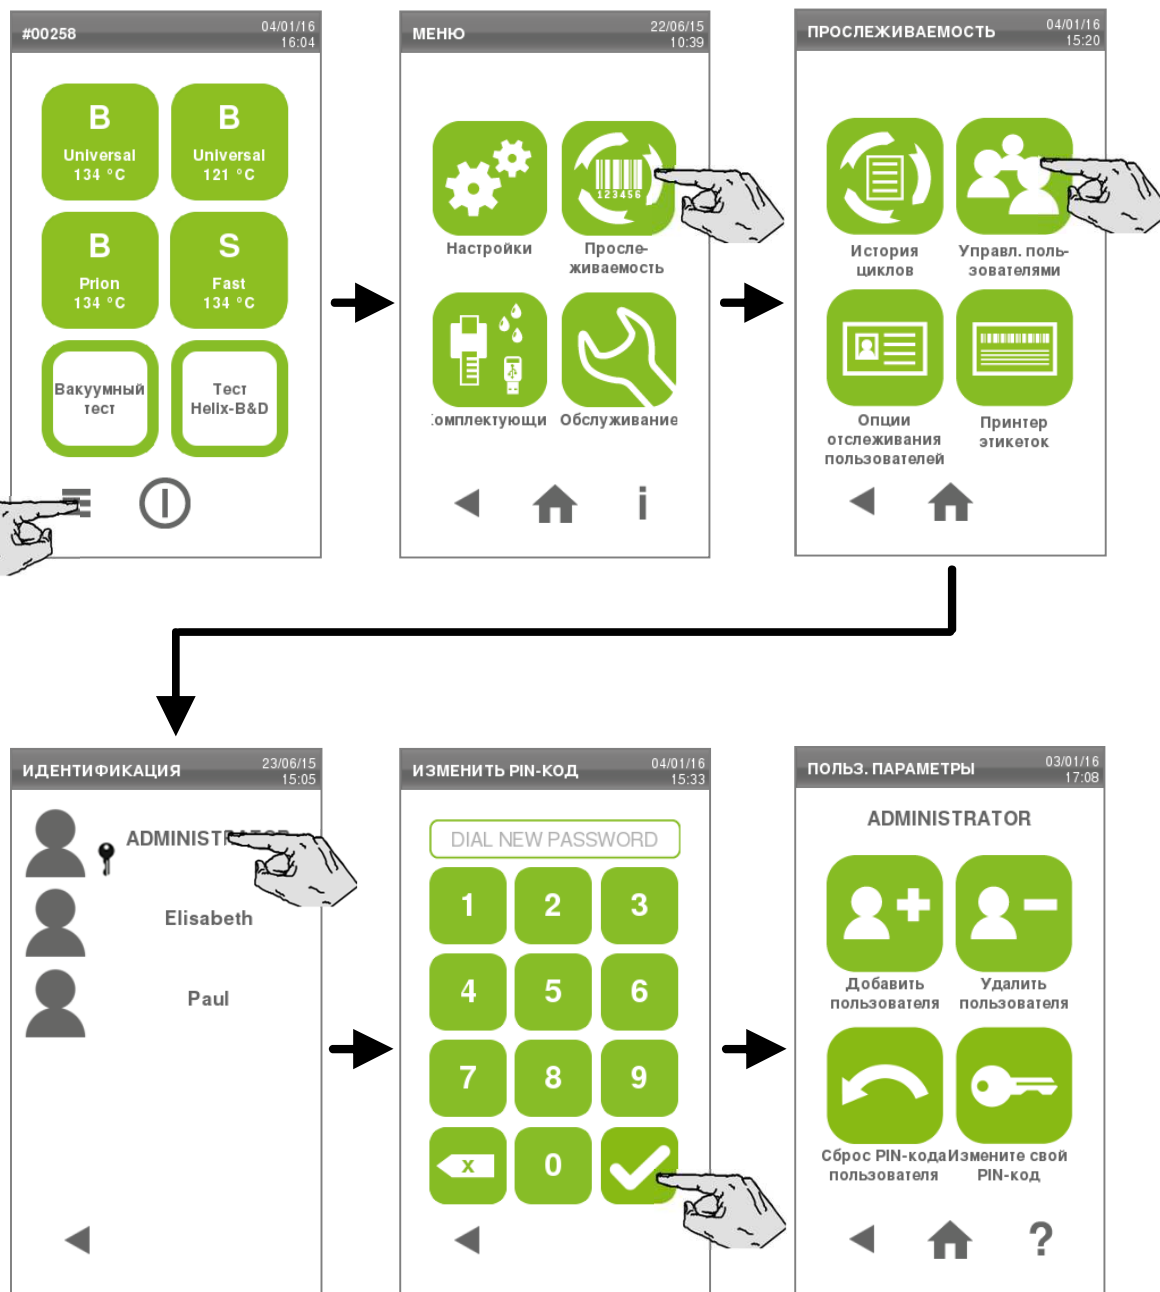 #00258
04/01/16
16:04
B
Universal
134 °C
B
Universal
121 °C
B
Prion
134 °C
S
Fast
134 °C
Вакуумный
тест
Тест
Helix-B&D
МЕНЮ
22/06/15
10:39
123456
Настройки
Просле-
живаемость
омплектующи
Обслуживание
i
ПРОСЛЕЖИВАЕМОСТЬ
04/01/16
15:20
История
циклов
Управл. поль-
зователями
Опции
отслеживания
пользователей
Принтер
этикеток
ИДЕНТИФИКАЦИЯ
23/06/15
15:05
ADMINISTRATOR
Elisabeth
Paul
ИЗМЕНИТЬ PIN-КОД
04/01/16
15:33
DIAL NEW PASSWORD
1 2 3
4 5 6
7 8 9
x 0
ПОЛЬЗ. ПАРАМЕТРЫ
03/01/16
17:08
ADMINISTRATOR
Добавить
пользователя
Удалить
пользователя
Сброс PIN-кода
пользователя
Измените свой
PIN-код
?